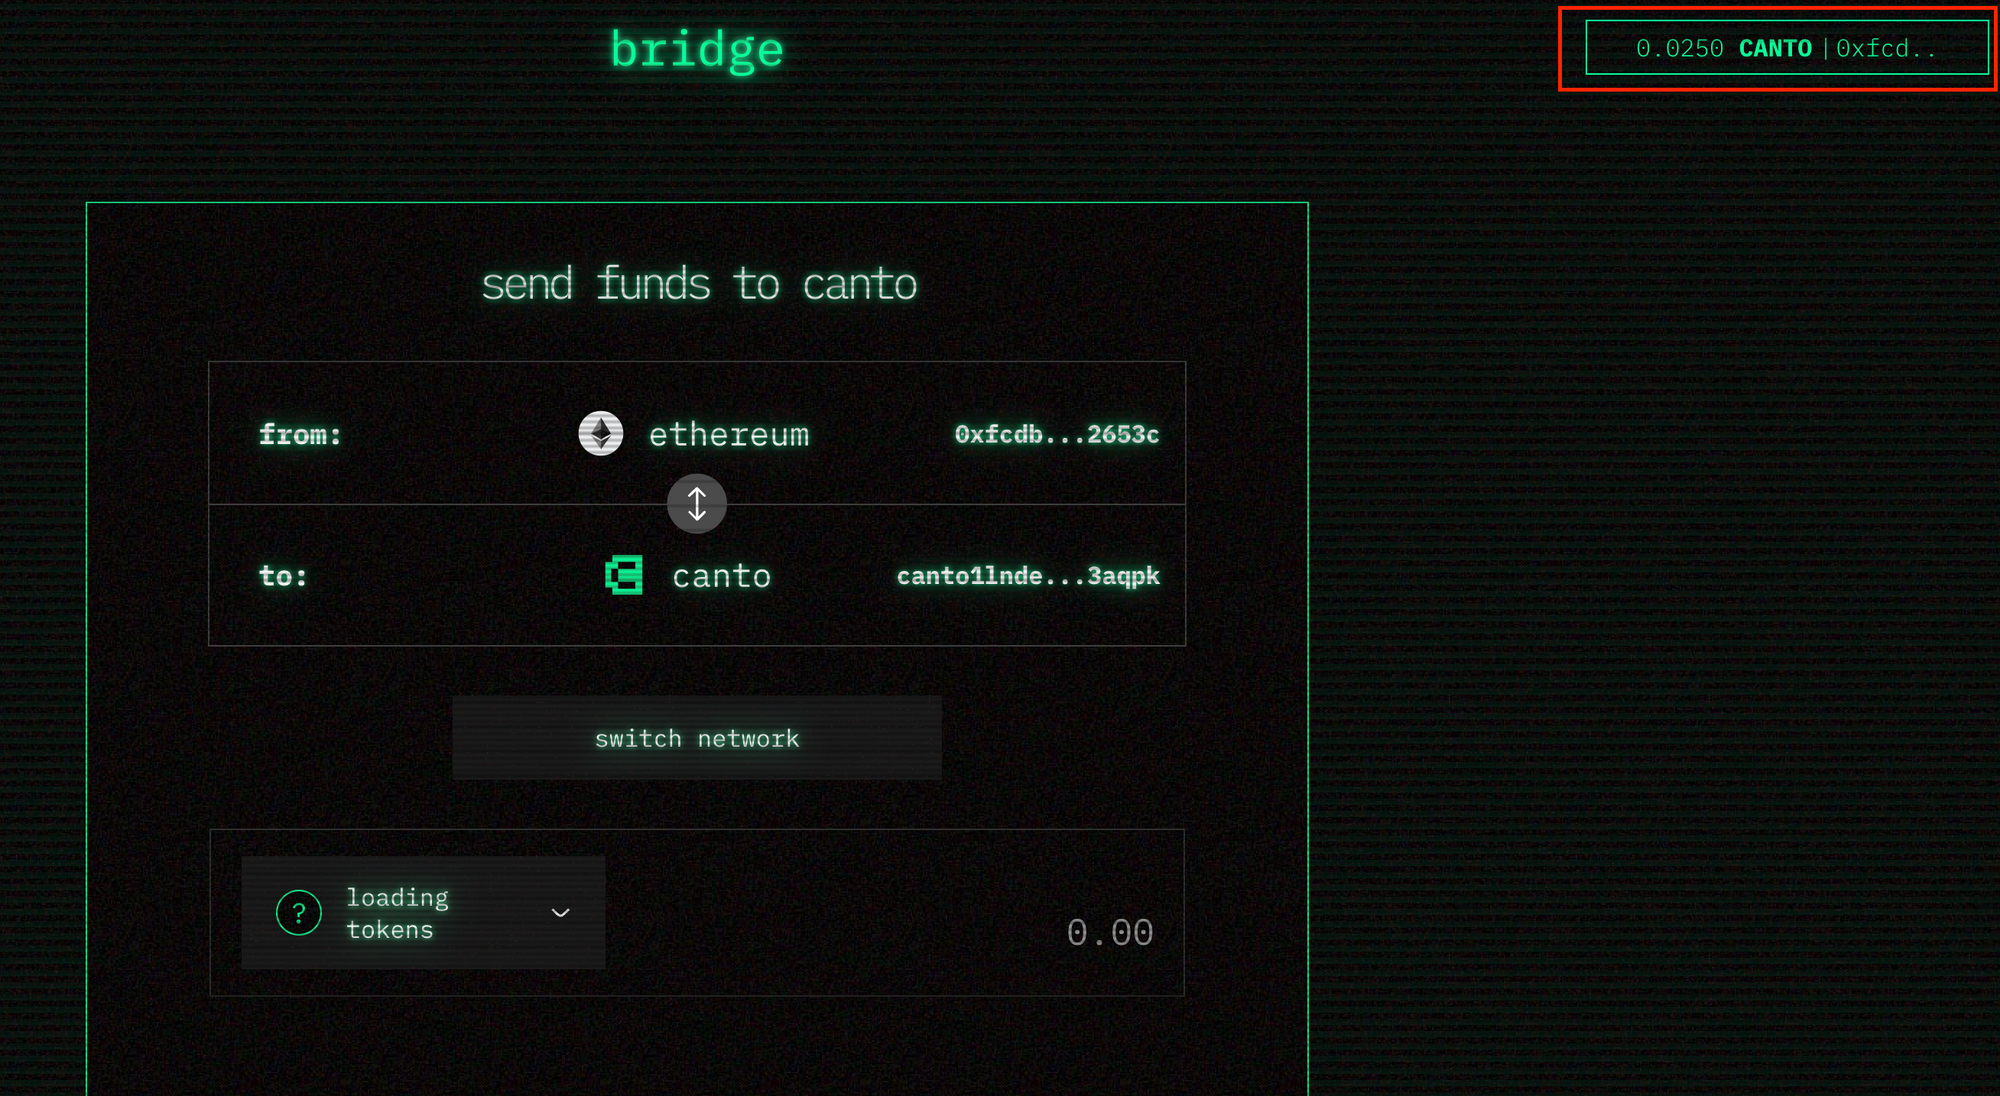 bridge
0.0250 CANTO | 0xfcd..
send funds to canto
from: ethereum 0xfcdb...2653c
to: canto canto1lnde...3aqpk
switch network
? loading
tokens
0.00